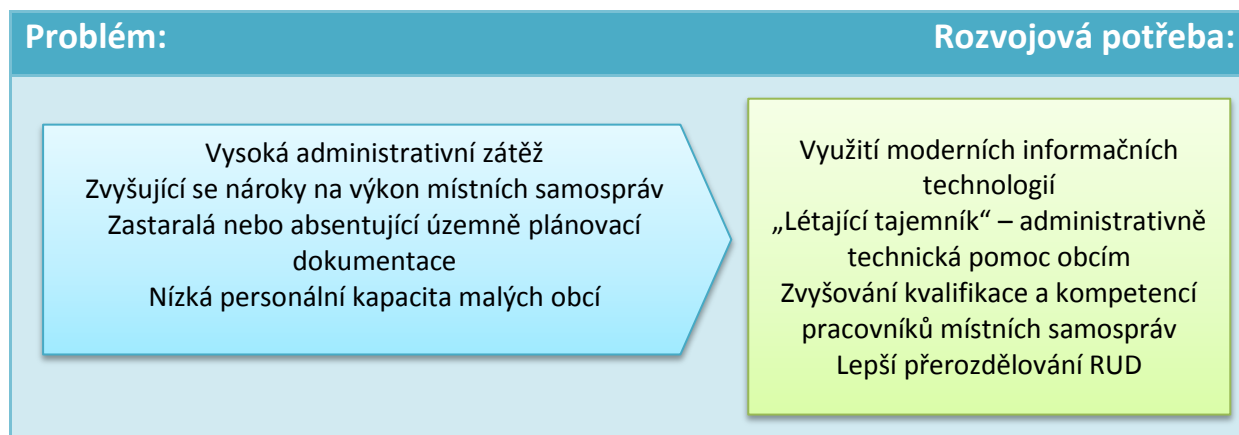 Problém:
Rozvojová potřeba:
Vysoká administrativní zátěž
Zvyšující se nároky na výkon místních samospráv
Zastaralá nebo absentující územně plánovací
dokumentace
Nízká personální kapacita malých obcí
Využití moderních informačních
technologií
„Létající tajemník“ – administrativně
technická pomoc obcím
Zvyšování kvalifikace a kompetencí
pracovníků místních samospráv
Lepší přerozdělování RUD